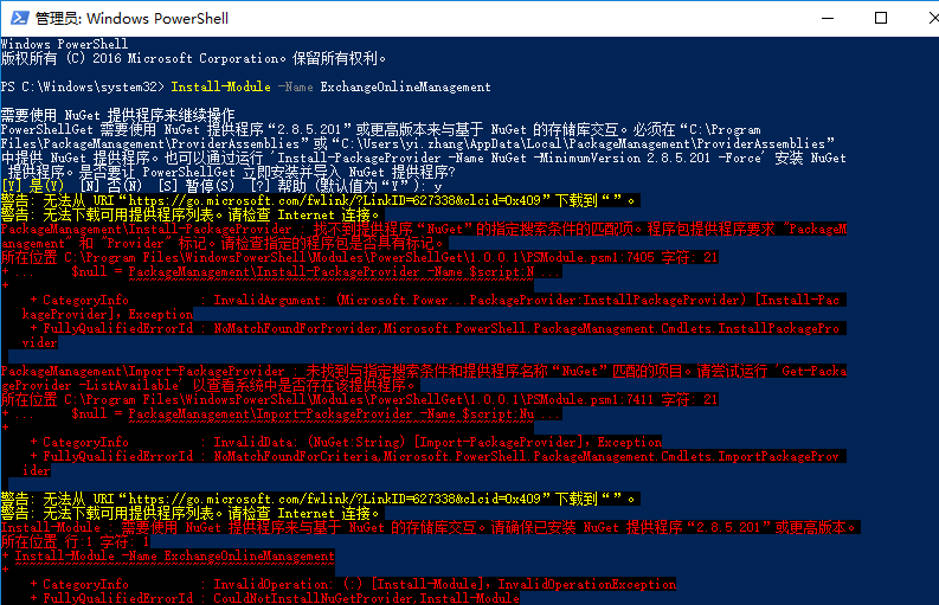 管理员: Windows PowerShell
Windows PowerShell
版权所有 (C) 2016 Microsoft Corporation。保留所有权利。
PS C:\Windows\system32> Install-Module -Name ExchangeOnlineManagement
需要使用 NuGet 提供程序来继续操作
PowerShellGet 需要使用 NuGet 提供程序“2.8.5.201”或更高版本来与基于 NuGet 的存储库交互。必须在“C:\Program
Files\PackageManagement\ProviderAssemblies”或“C:\Users\yi.zhang\AppData\Local\PackageManagement\ProviderAssemblies”
中提供 NuGet 提供程序。也可以通过运行 'Install-PackageProvider -Name NuGet -MinimumVersion 2.8.5.201 -Force' 安装 NuGet
提供程序。是否要让 PowerShellGet 立即安装并导入 NuGet 提供程序?
[Y] 是(Y)  [N] 否(N)  [S] 暂停(S)  [?] 帮助 (默认值为“Y”): y
警告: 无法从 URI“https://go.microsoft.com/fwlink/?LinkID=627338&clcid=0x409”下载到“”。
警告: 无法下载可用提供程序列表。请检查 Internet 连接。
PackageManagement\Install-PackageProvider : 找不到提供程序“NuGet”的指定搜索条件的匹配项。程序包提供程序要求 "PackageM
anagement" 和 "Provider" 标记。请检查指定的程序包是否具有标记。
所在位置 C:\Program Files\WindowsPowerShell\Modules\PowerShellGet\1.0.0.1\PSModule.psm1:7405 字符: 21
+ ...     $null = PackageManagement\Install-PackageProvider -Name $script:N ...
+
    + CategoryInfo          : InvalidArgument: (Microsoft.Power...PackageProvider:InstallPackageProvider) [Install-Pac
   kageProvider], Exception
    + FullyQualifiedErrorId : NoMatchFoundForProvider,Microsoft.PowerShell.PackageManagement.Cmdlets.InstallPackagePro
   vider
PackageManagement\Import-PackageProvider : 未找到与指定搜索条件和提供程序名称“NuGet”匹配的项目。请尝试运行 'Get-Packa
geProvider -ListAvailable' 以查看系统中是否存在该提供程序。
所在位置 C:\Program Files\WindowsPowerShell\Modules\PowerShellGet\1.0.0.1\PSModule.psm1:7411 字符: 21
+ ...     $null = PackageManagement\Import-PackageProvider -Name $script:Nu ...
+
    + CategoryInfo          : InvalidData: (NuGet:String) [Import-PackageProvider], Exception
    + FullyQualifiedErrorId : NoMatchFoundForCriteria,Microsoft.PowerShell.PackageManagement.Cmdlets.ImportPackageProv
   ider
警告: 无法从 URI“https://go.microsoft.com/fwlink/?LinkID=627338&clcid=0x409”下载到“”。
警告: 无法下载可用提供程序列表。请检查 Internet 连接。
Install-Module : 需要使用 NuGet 提供程序来与基于 NuGet 的存储库交互。请确保已安装 NuGet 提供程序“2.8.5.201”或更高版本。
所在位置 行:1 字符: 1
+ Install-Module -Name ExchangeOnlineManagement
+
    + CategoryInfo          : InvalidOperation: (:) [Install-Module], InvalidOperationException
    + FullyQualifiedErrorId : CouldNotInstallNuGetProvider,Install-Module